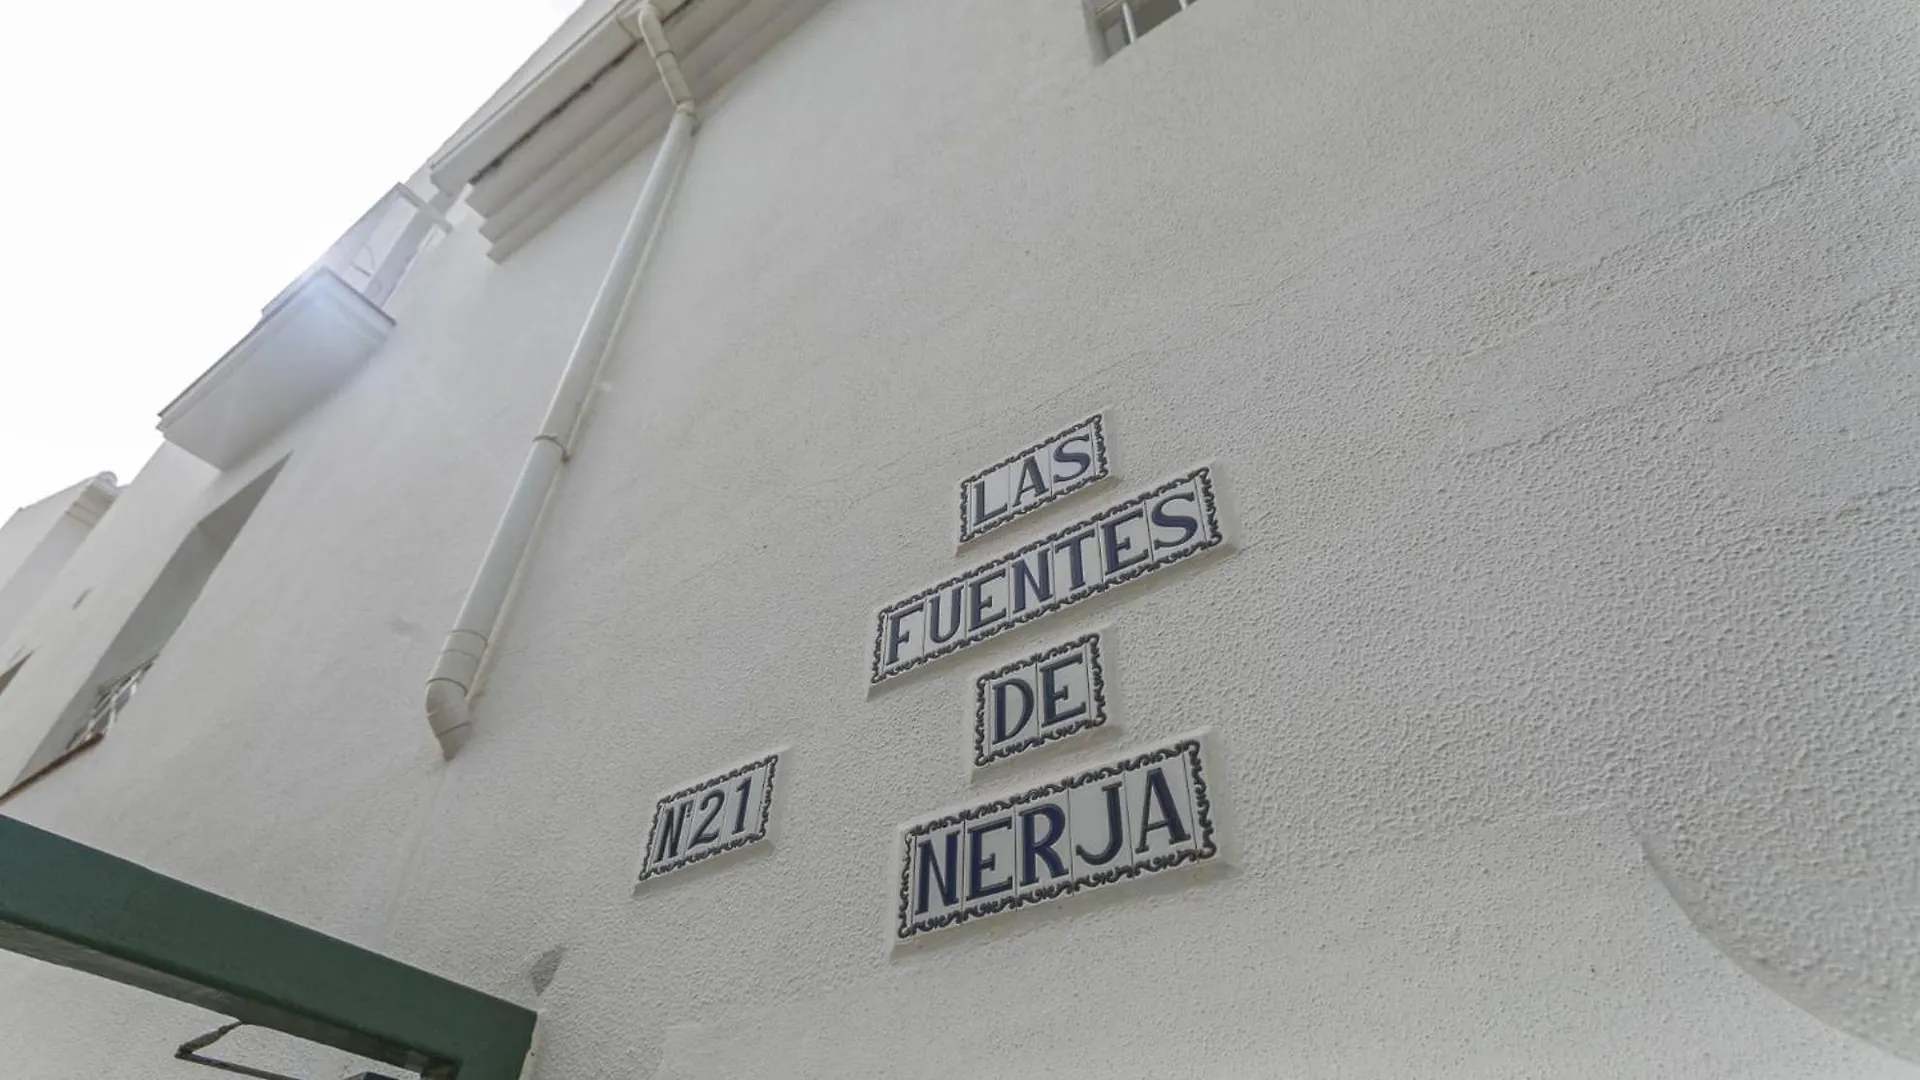 LAS
FUENTES
DE
NERJA
Nº21